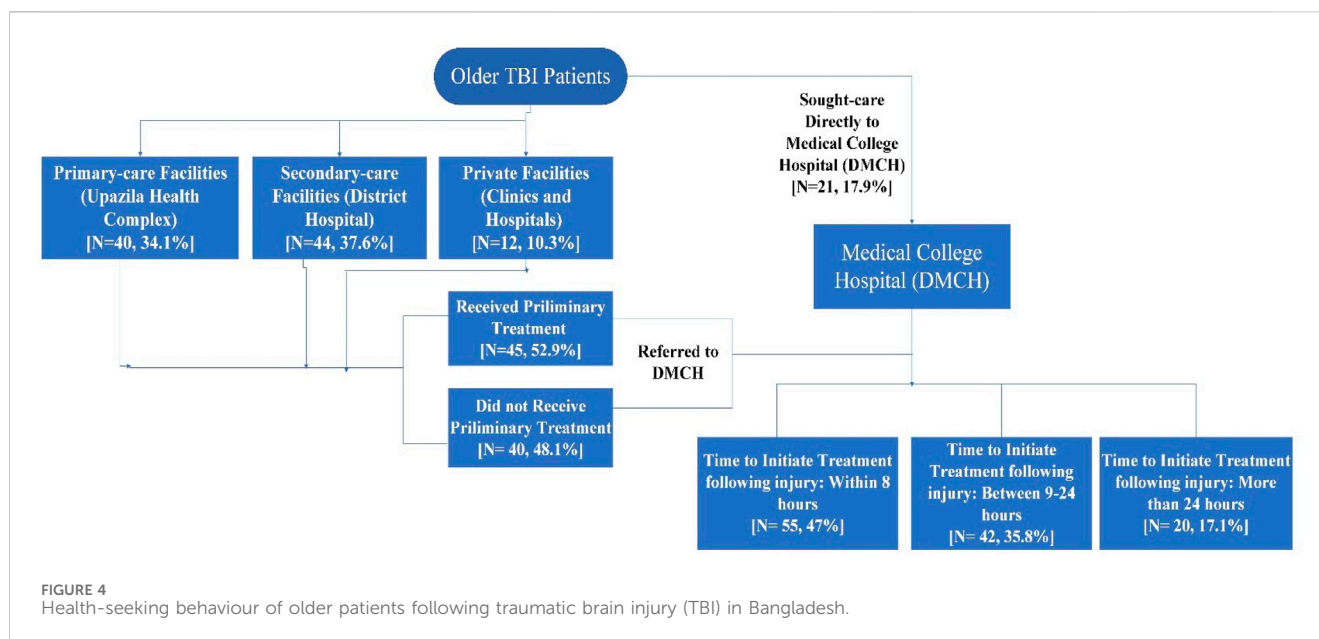 Older TBI Patients
Sought-care
Directly to
Medical College
Hospital (DMCH)
[N=21, 17.9%]
Primary-care Facilities
(Upazila Health
Complex)
[N=40, 34.1%]
Secondary-care
Facilities (District
Hospital)
[N=44, 37.6%]
Private Facilities
(Clinics and
Hospitals)
[N=12, 10.3%]
Medical College
Hospital (DMCH)
Received Priliminary
Treatment
[N=45, 52.9%]
Referred to
DMCH
Did not Receive
Priliminary Treatment
[N= 40, 48.1%]
Time to Initiate Treatment
following injury: Within 8
hours
[N= 55, 47%]
Time to Initiate
Treatment following
injury: Between 9-24
hours
[N= 42, 35.8%]
Time to Initiate Treatment
following injury: More
than 24 hours
[N= 20, 17.1%]
FIGURE 4
Health-seeking behaviour of older patients following traumatic brain injury (TBI) in Bangladesh.